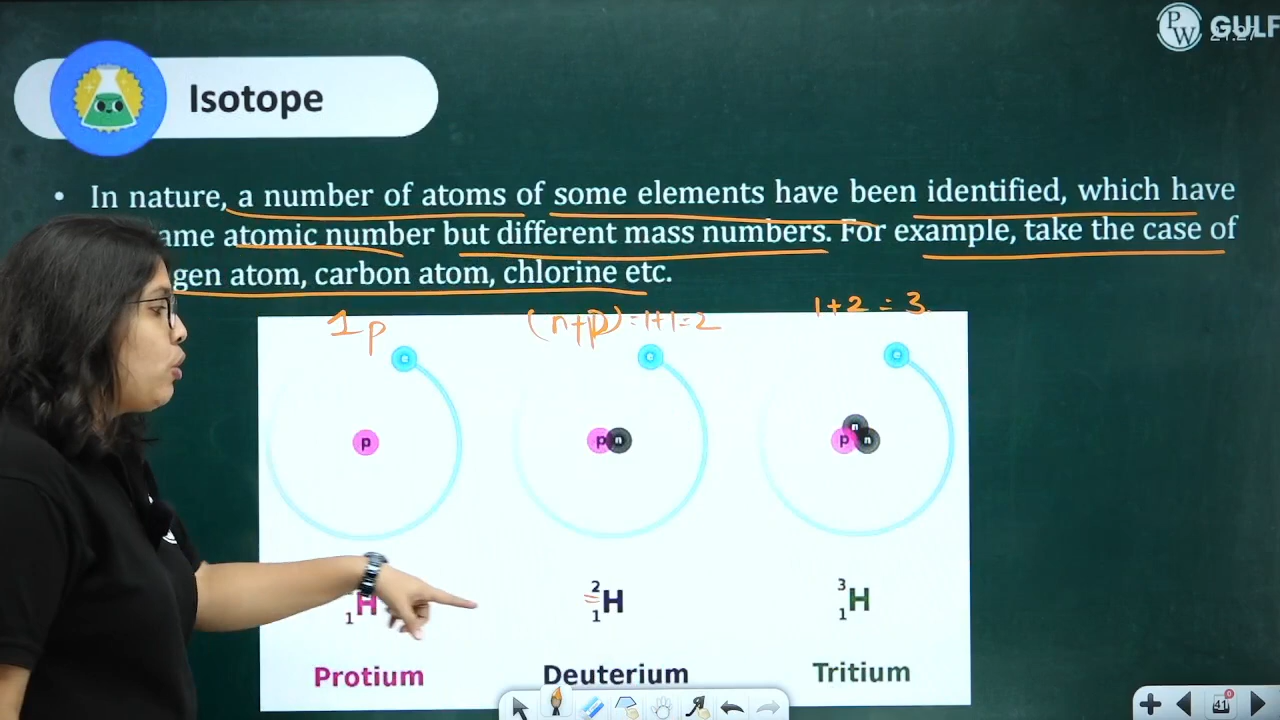 PW GULF
Isotope
• In nature, a number of atoms of some elements have been identified, which have
ame atomic number but different mass numbers. For example, take the case of
gen atom, carbon atom, chlorine etc.
1p (n+p)=1+1=2 1+2=3
e e e
p p n p n n
1 H 2 1 H 3 1 H
Protium Deuterium Tritium
41